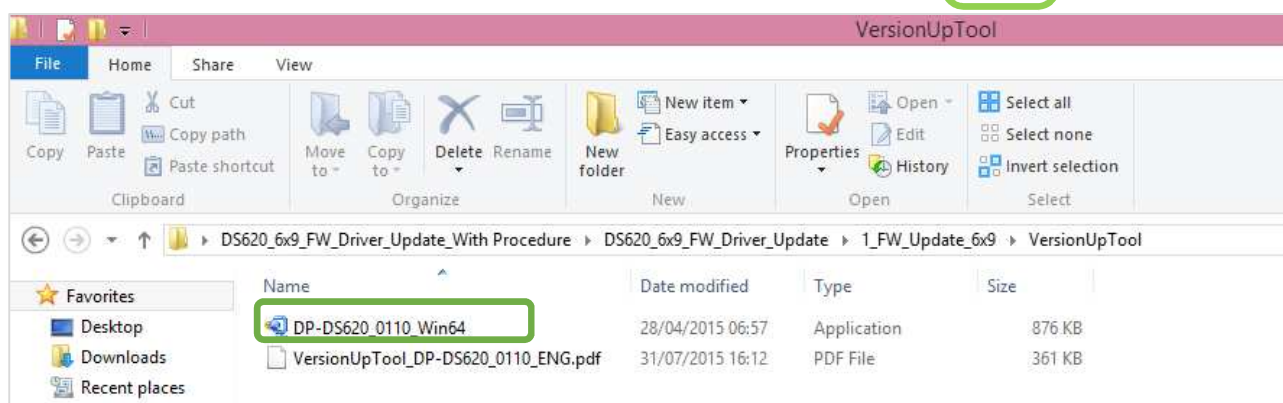 VersionUpTool
File Home Share View
Copy
Paste
Cut
Copy path
Paste shortcut
Clipboard
Move to
Copy to
Delete
Rename
Organize
New folder
New item
Easy access
New
Properties
Open
Edit
History
Open
Select all
Select none
Invert selection
Select
DS620_6x9_FW_Driver_Update_With Procedure DS620_6x9_FW_Driver_Update 1_FW_Update_6x9 VersionUpTool
Favorites
Desktop
Downloads
Recent places
Name Date modified Type Size
DP-DS620_0110_Win64 28/04/2015 06:57 Application 876 KB
VersionUpTool_DP-DS620_0110_ENG.pdf 31/07/2015 16:12 PDF File 361 KB